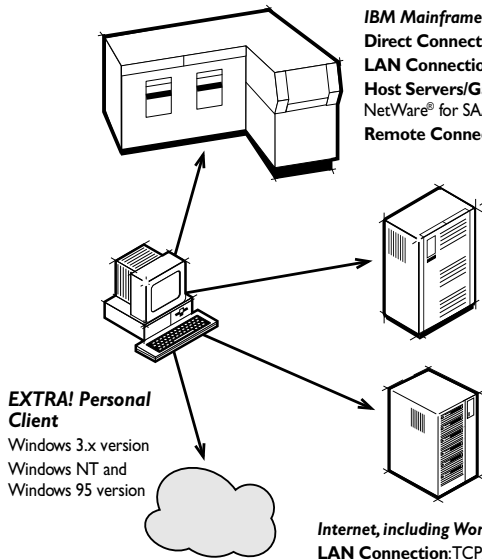 IBM Mainframe
Direct Connect
LAN Connectio
Host Servers/G
NetWare® for SA
Remote Conne
EXTRA! Personal
Client
Windows 3.x version
Windows NT and
Windows 95 version
Internet, including Wor
LAN Connection:TCP